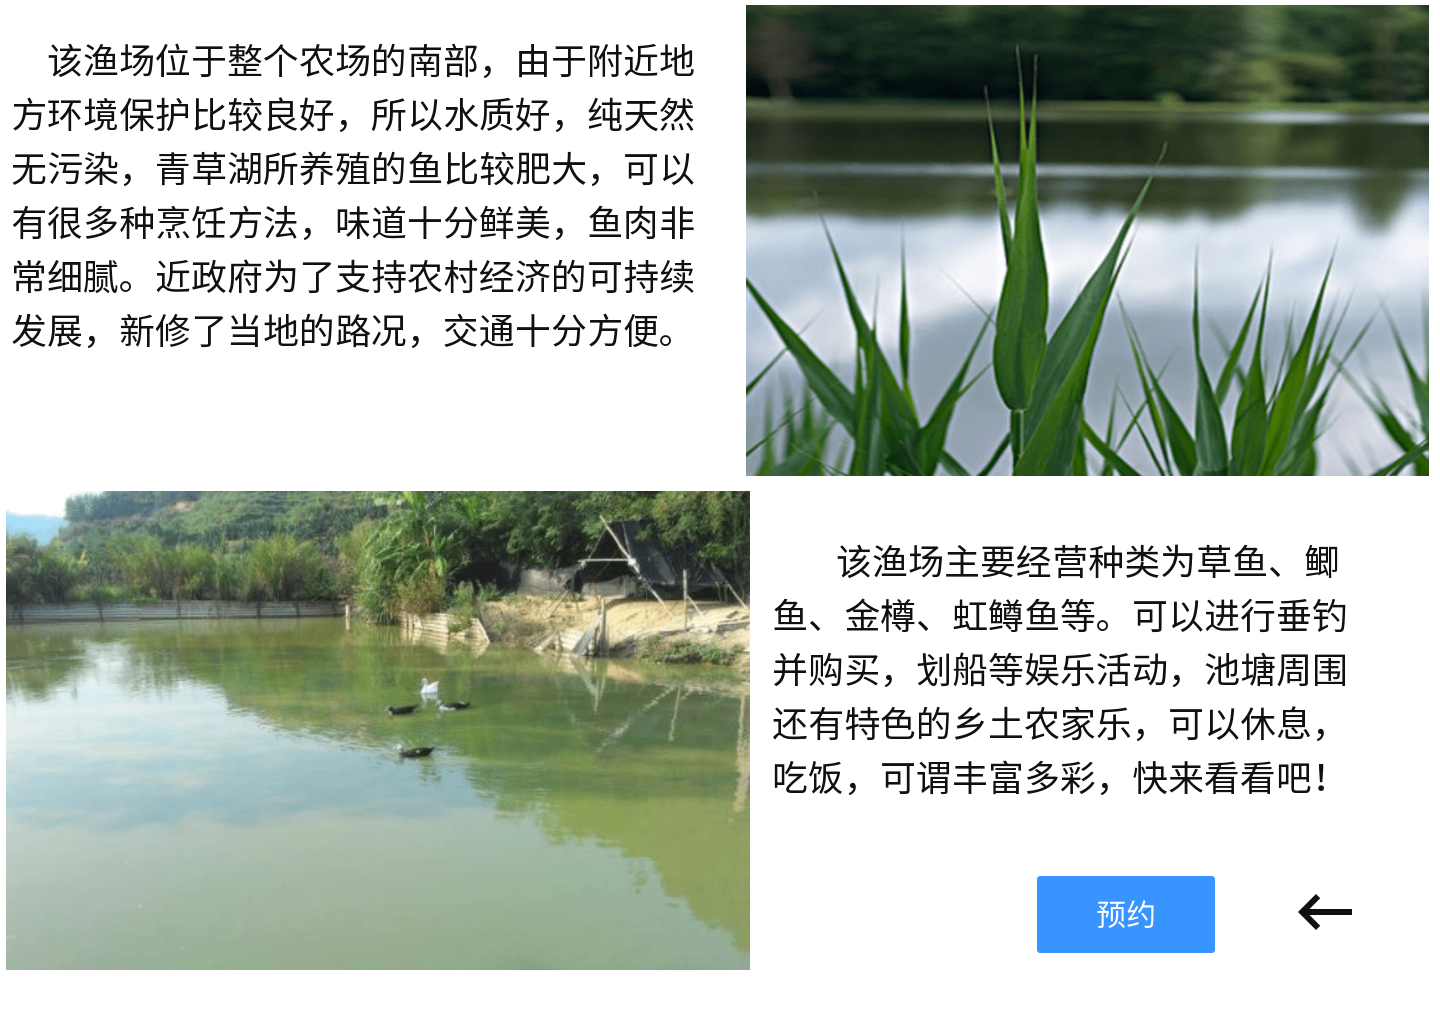 该渔场位于整个农场的南部，由于附近地
方环境保护比较良好，所以水质好，纯天然
无污染，青草湖所养殖的鱼比较肥大，可以
有很多种烹饪方法，味道十分鲜美，鱼肉非
常细腻。近政府为了支持农村经济的可持续
发展，新修了当地的路况，交通十分方便。
该渔场主要经营种类为草鱼、鲫
鱼、金樽、虹鳟鱼等。可以进行垂钓
并购买，划船等娱乐活动，池塘周围
还有特色的乡土农家乐，可以休息，
吃饭，可谓丰富多彩，快来看看吧！
预约